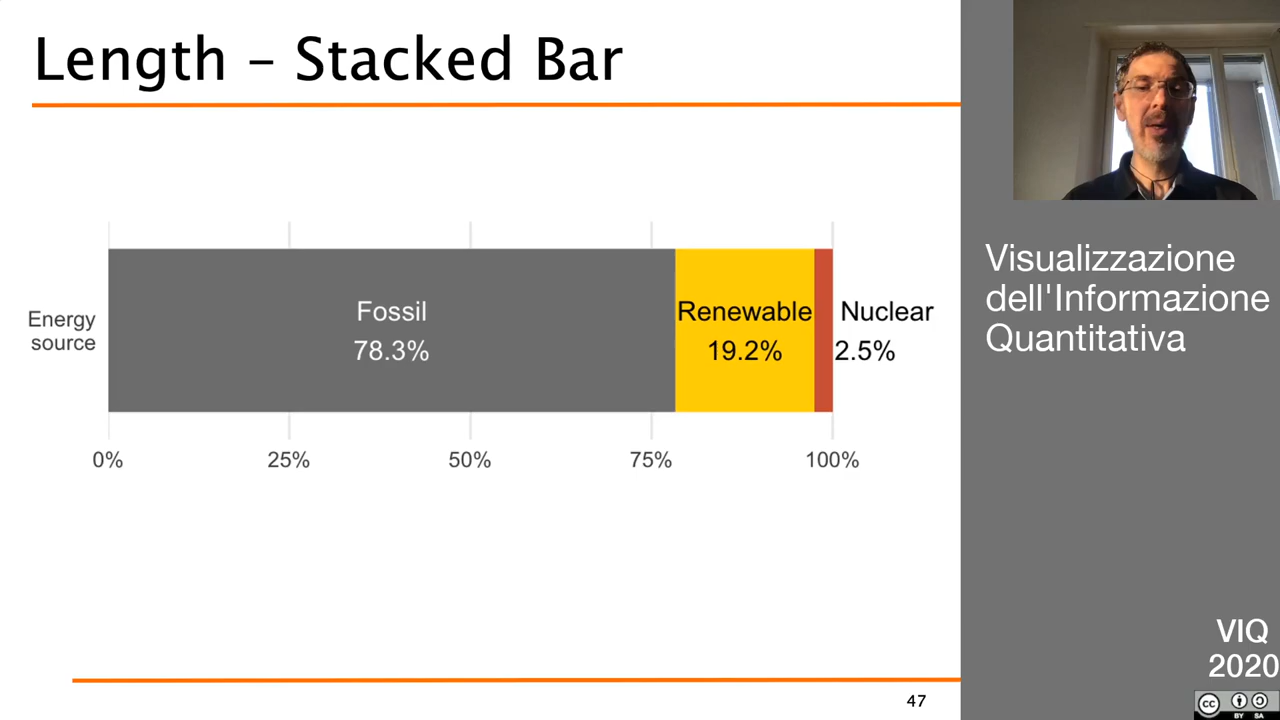 Length – Stacked Bar
Fossil
78.3%
Renewable
19.2%
Nuclear
2.5%
Energy
source
0% 25% 50% 75% 100%
47
Visualizzazione
dell'Informazione
Quantitativa
VIQ
2020
CC BY SA